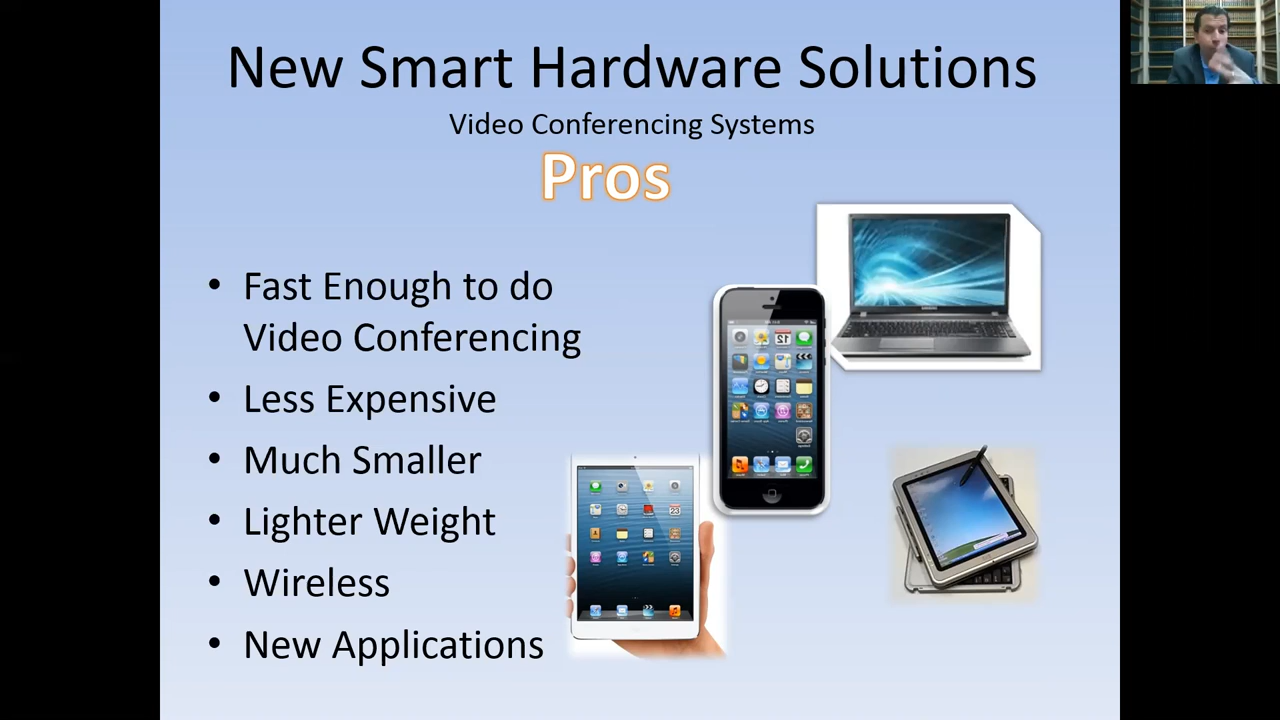 New Smart Hardware Solutions
Video Conferencing Systems
Pros
• Fast Enough to do
Video Conferencing
• Less Expensive
• Much Smaller
• Lighter Weight
• Wireless
• New Applications